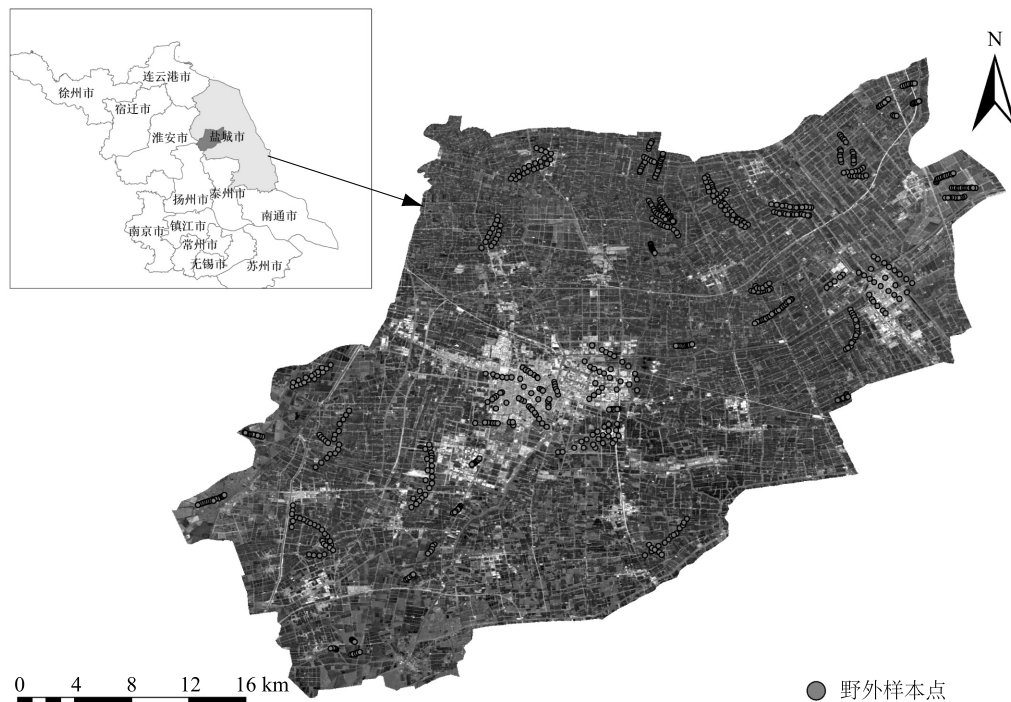 连云港市
徐州市
宿迁市
淮安市
盐城市
扬州市
泰州市
南通市
南京市
镇江市
常州市
无锡市
苏州市
N
0 4 8 12 16 km
野外样本点